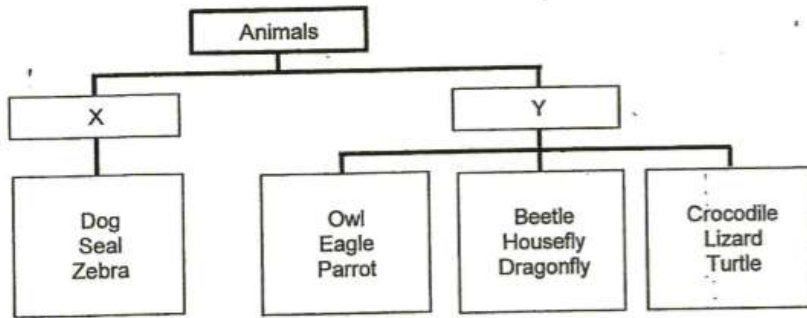 Animals
X
Y
Dog
Seal
Zebra
Owl
Eagle
Parrot
Beetle
Housefly
Dragonfly
Crocodile
Lizard
Turtle